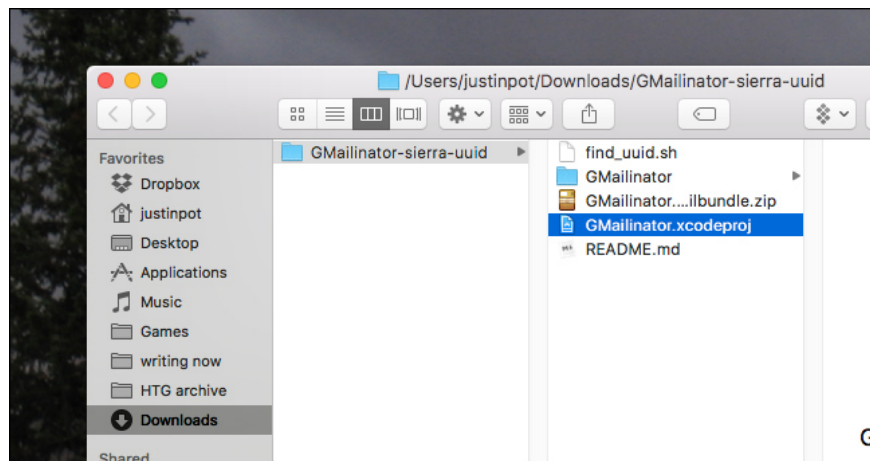 /Users/justinpot/Downloads/GMailinator-sierra-uuid
Favorites
Dropbox
justinpot
Desktop
Applications
Music
Games
writing now
HTG archive
Downloads
Shared
GMailinator-sierra-uuid
find_uuid.sh
GMailinator
GMailinator....ilbundle.zip
GMailinator.xcodeproj
README.md
G